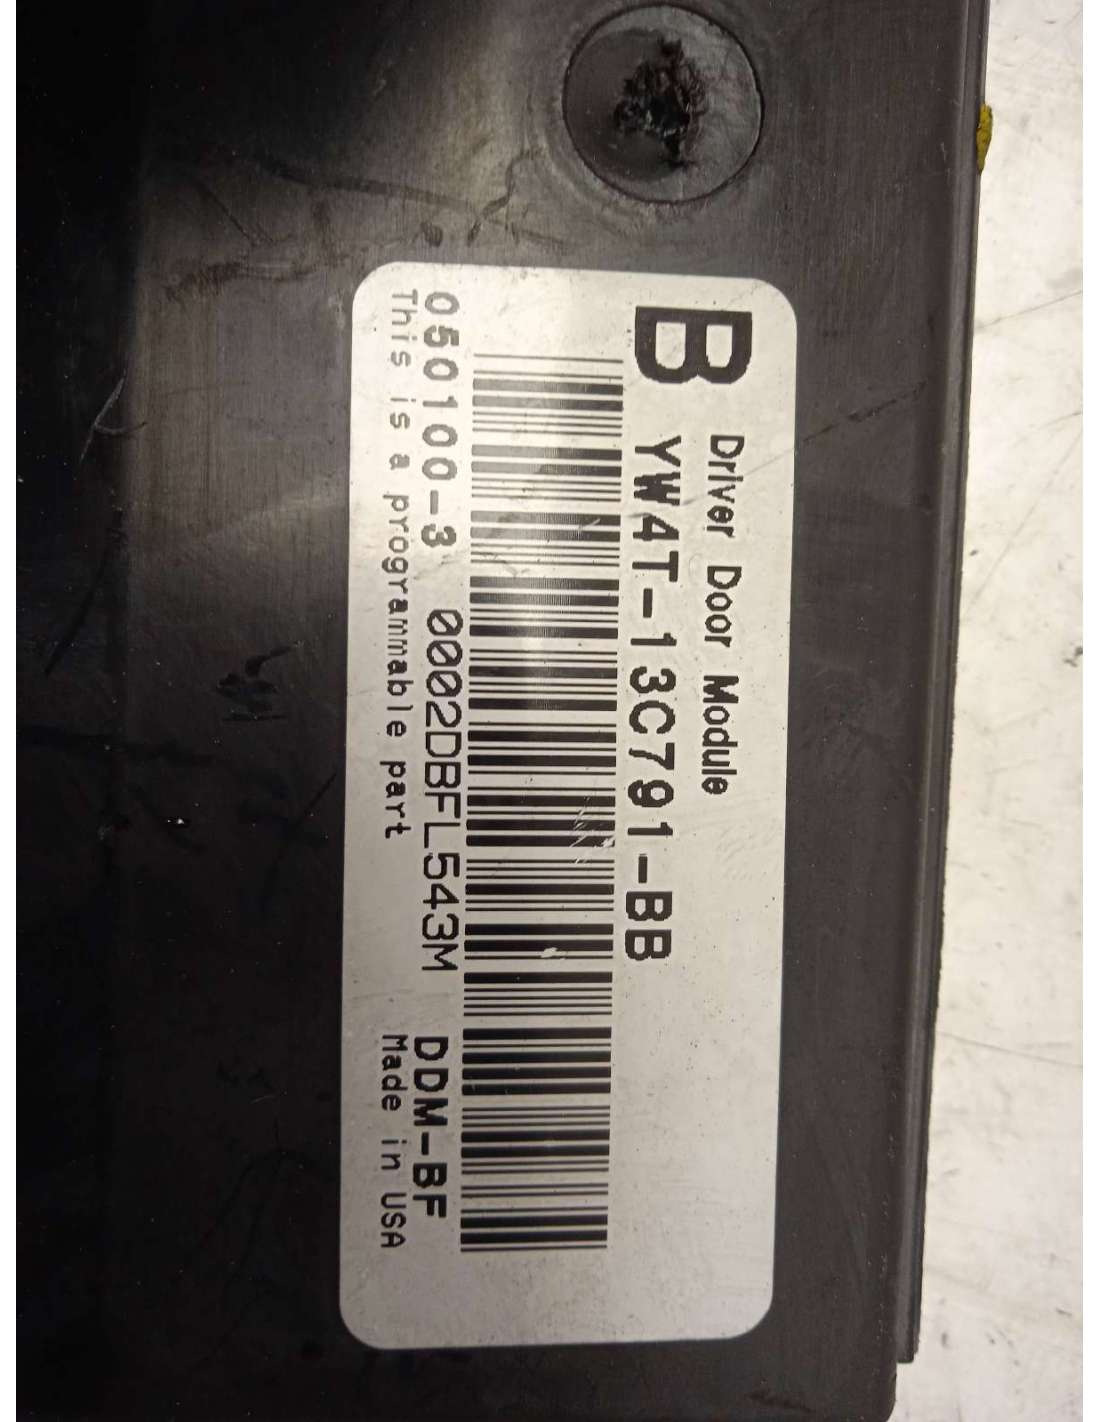 B Driver Door Module
YW4T-13C791-BB
050100-3 0002DBFL543M DDM-BF
This is a programmable part Made in USA